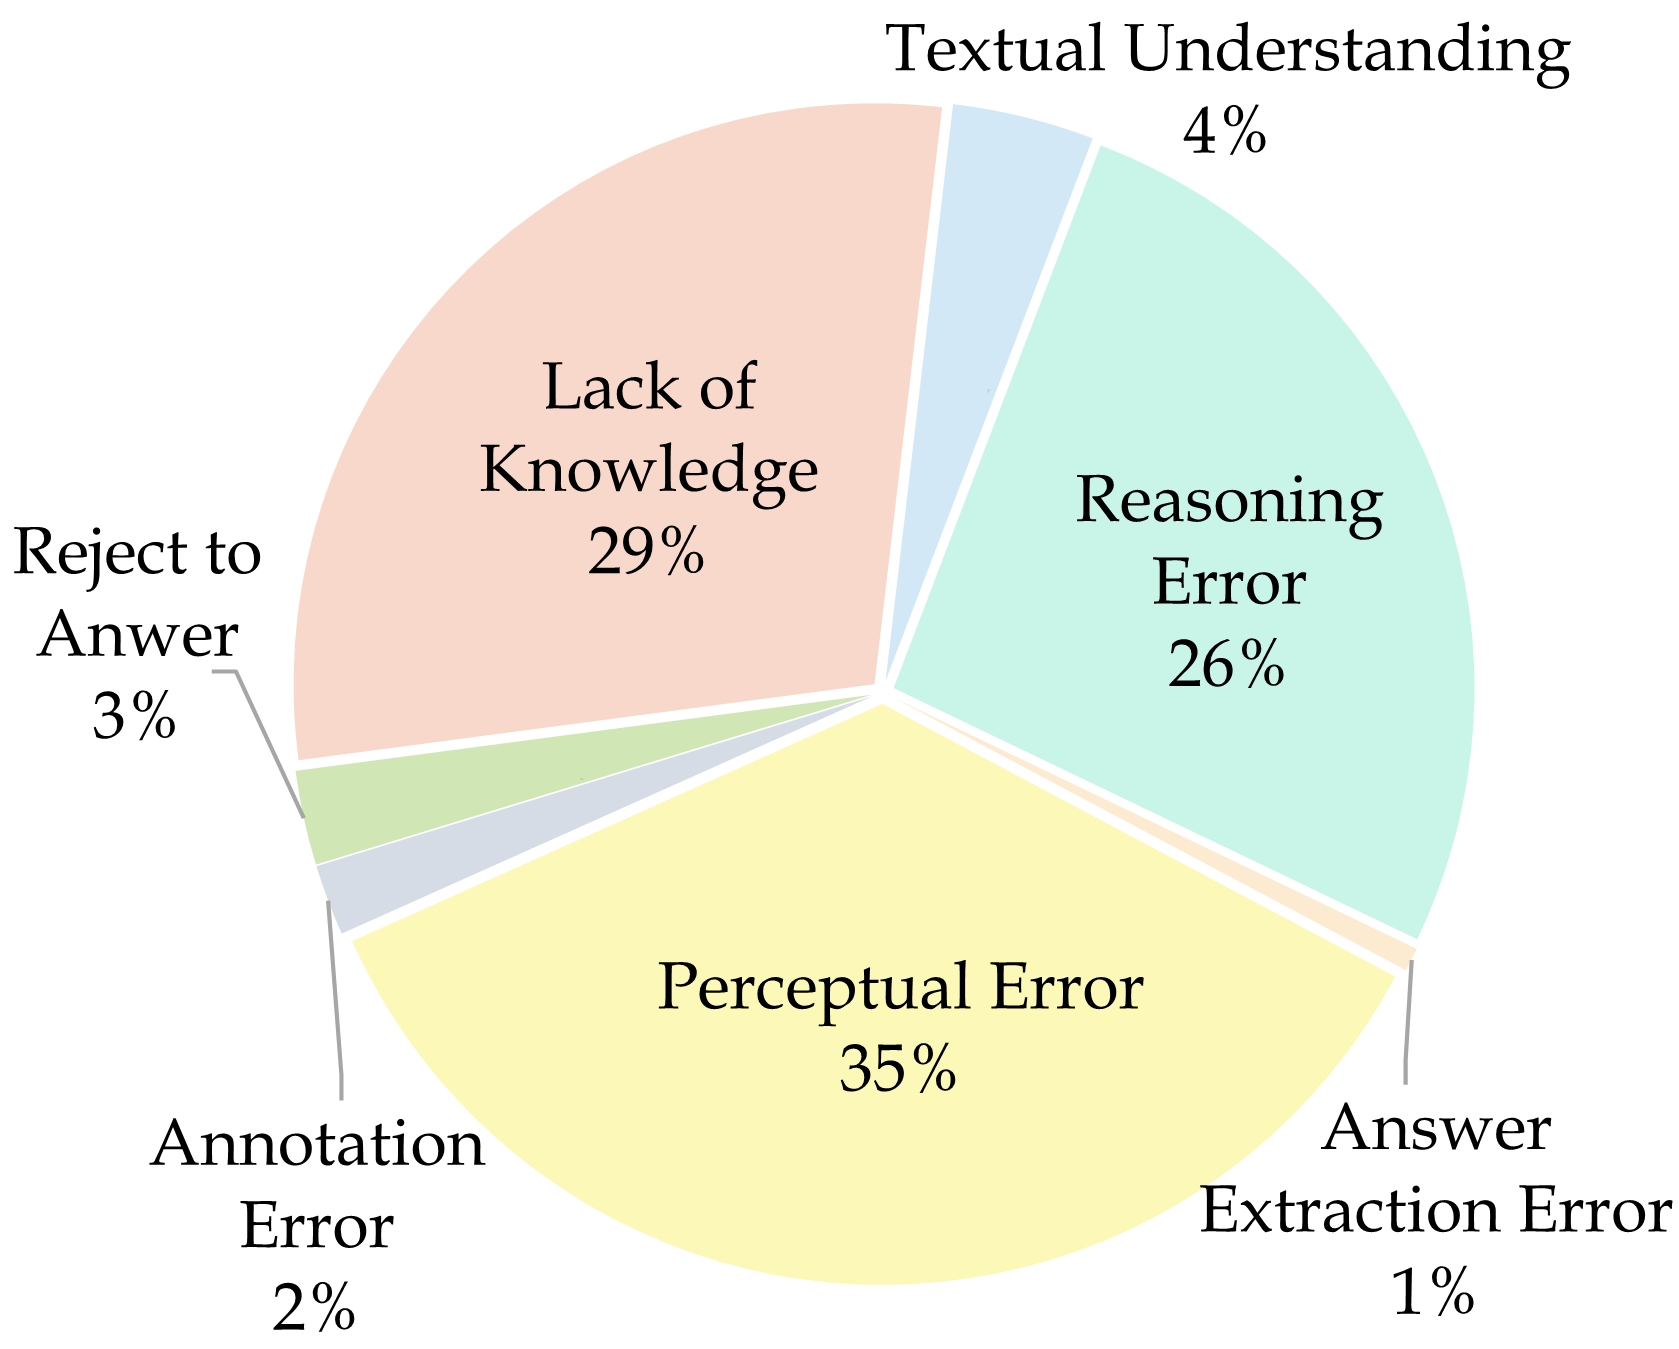 Textual Understanding
4%
Lack of
Knowledge
29%
Reasoning
Error
26%
Reject to
Anwer
3%
Perceptual Error
35%
Annotation
Error
2%
Answer
Extraction Error
1%